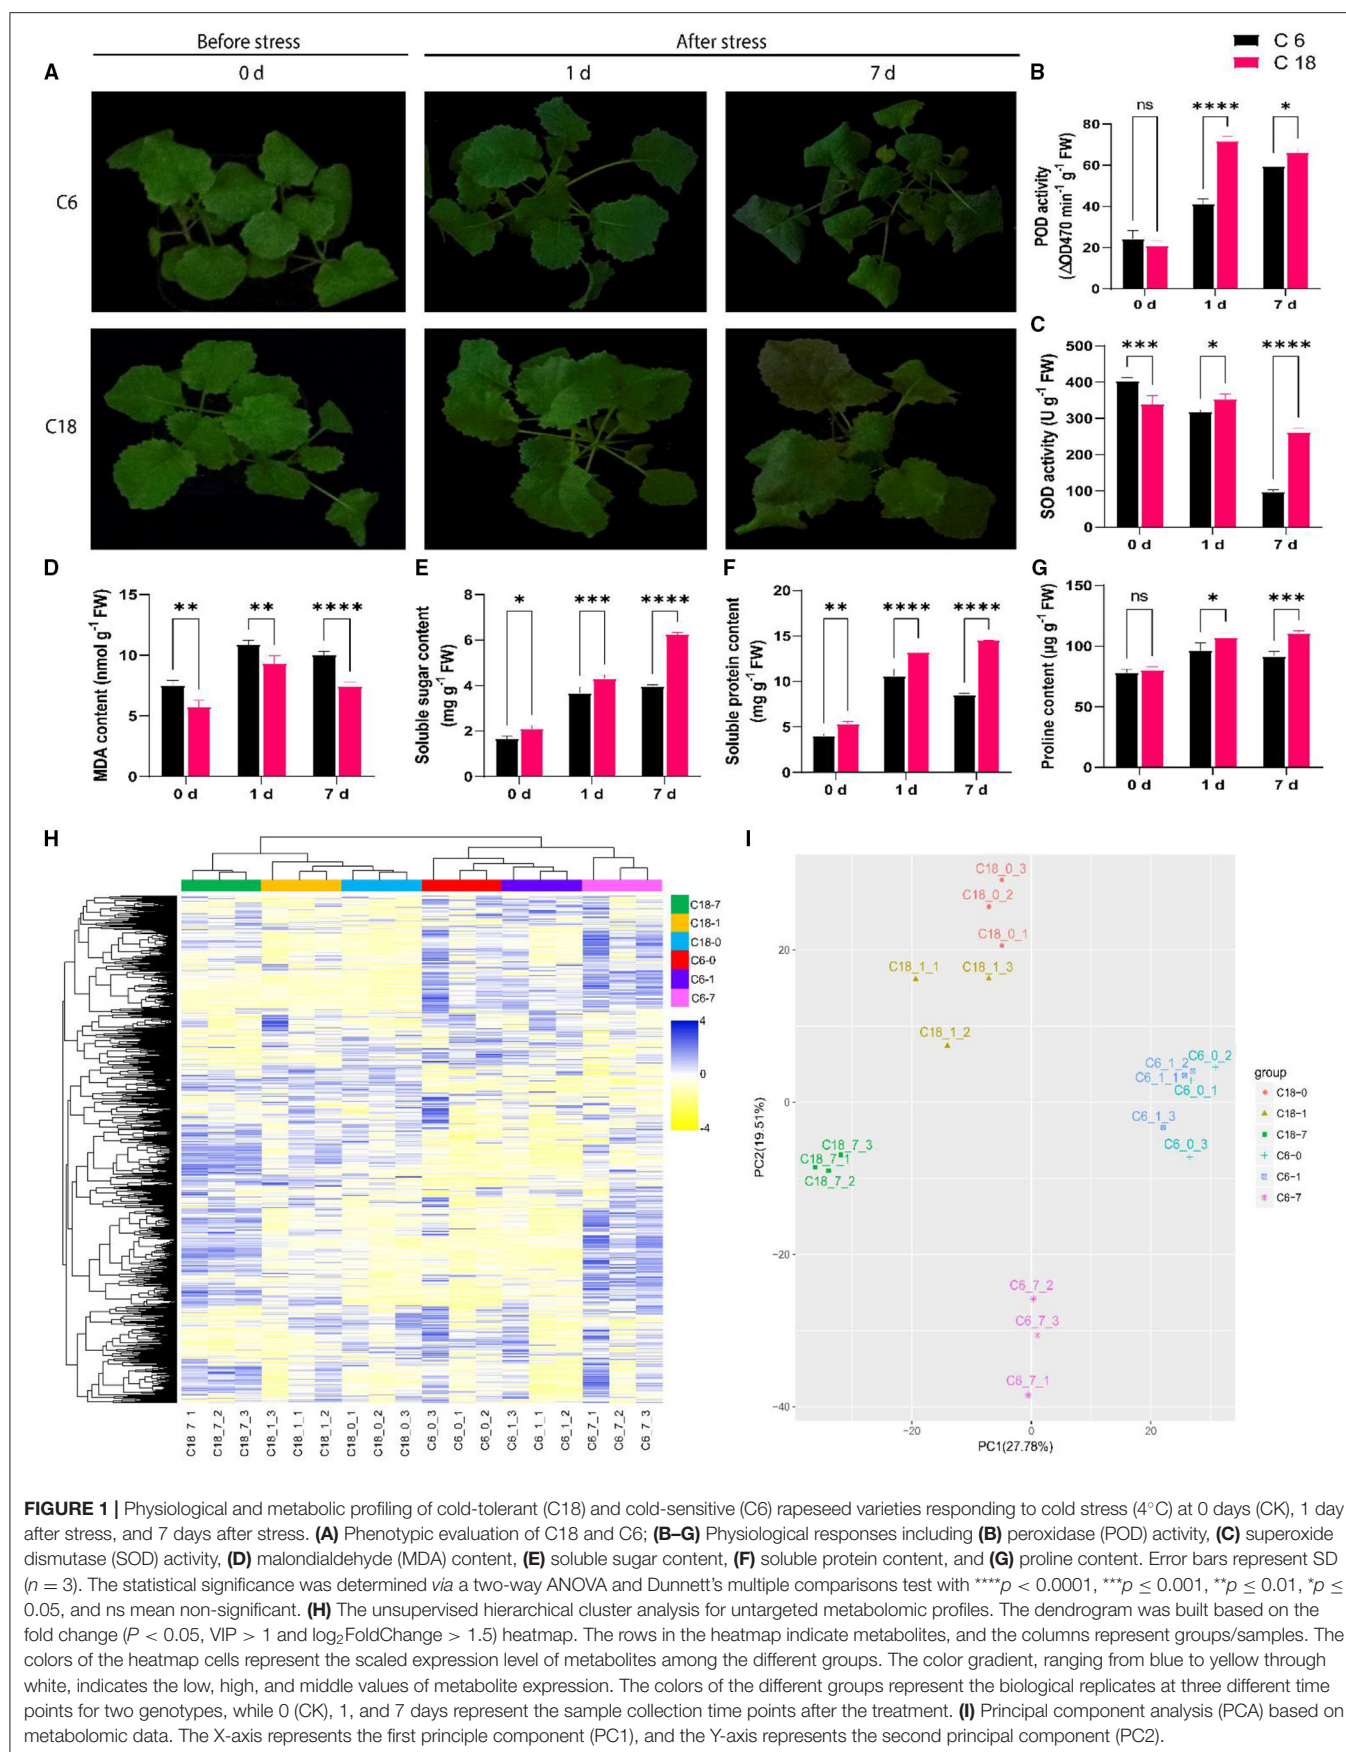 Before stress
After stress
0 d
1 d
7 d
C 6
C 18
A
C6
C18
B
POD activity
(ΔOD470 min⁻¹ g⁻¹ FW)
80
60
40
20
0
ns
****
*
0 d
1 d
7 d
C
SOD activity (U g⁻¹ FW)
500
400
300
200
100
0
***
*
****
0 d
1 d
7 d
D
MDA content (nmol g⁻¹ FW)
15
10
5
0
**
**
****
0 d
1 d
7 d
E
Soluble sugar content
(mg g⁻¹ FW)
8
6
4
2
0
*
***
****
0 d
1 d
7 d
F
Soluble protein content
(mg g⁻¹ FW)
20
15
10
5
0
**
****
****
0 d
1 d
7 d
G
Proline content (µg g⁻¹ FW)
150
100
50
0
ns
*
***
0 d
1 d
7 d
H
C18-7
C18-1
C18-0
C6-0
C6-1
C6-7
4
0
-4
C18_7_1
C18_7_2
C18_7_3
C18_1_3
C18_1_1
C18_1_2
C18_0_1
C18_0_2
C18_0_3
C6_0_3
C6_0_1
C6_0_2
C6_1_3
C6_1_1
C6_1_2
C6_7_1
C6_7_2
C6_7_3
I
C18_0_3
C18_0_2
C18_0_1
C18_1_1
C18_1_3
C18_1_2
C6_0_2
C6_1_2
C6_1_1
C6_0_1
C6_1_3
C6_0_3
C18_7_3
C18_7_1
C18_7_2
C6_7_2
C6_7_3
C6_7_1
20
0
−20
−40
PC2(19.51%)
−20
0
20
PC1(27.78%)
group
C18−0
C18−1
C18−7
C6−0
C6−1
C6−7
FIGURE 1 | Physiological and metabolic profiling of cold-tolerant (C18) and cold-sensitive (C6) rapeseed varieties responding to cold stress (4°C) at 0 days (CK), 1 day
after stress, and 7 days after stress. (A) Phenotypic evaluation of C18 and C6; (B–G) Physiological responses including (B) peroxidase (POD) activity, (C) superoxide
dismutase (SOD) activity, (D) malondialdehyde (MDA) content, (E) soluble sugar content, (F) soluble protein content, and (G) proline content. Error bars represent SD
(n = 3). The statistical significance was determined via a two-way ANOVA and Dunnett's multiple comparisons test with ****p < 0.0001, ***p ≤ 0.001, **p ≤ 0.01, *p ≤
0.05, and ns mean non-significant. (H) The unsupervised hierarchical cluster analysis for untargeted metabolomic profiles. The dendrogram was built based on the
fold change (P < 0.05, VIP > 1 and log₂FoldChange > 1.5) heatmap. The rows in the heatmap indicate metabolites, and the columns represent groups/samples. The
colors of the heatmap cells represent the scaled expression level of metabolites among the different groups. The color gradient, ranging from blue to yellow through
white, indicates the low, high, and middle values of metabolite expression. The colors of the different groups represent the biological replicates at three different time
points for two genotypes, while 0 (CK), 1, and 7 days represent the sample collection time points after the treatment. (I) Principal component analysis (PCA) based on
metabolomic data. The X-axis represents the first principle component (PC1), and the Y-axis represents the second principal component (PC2).